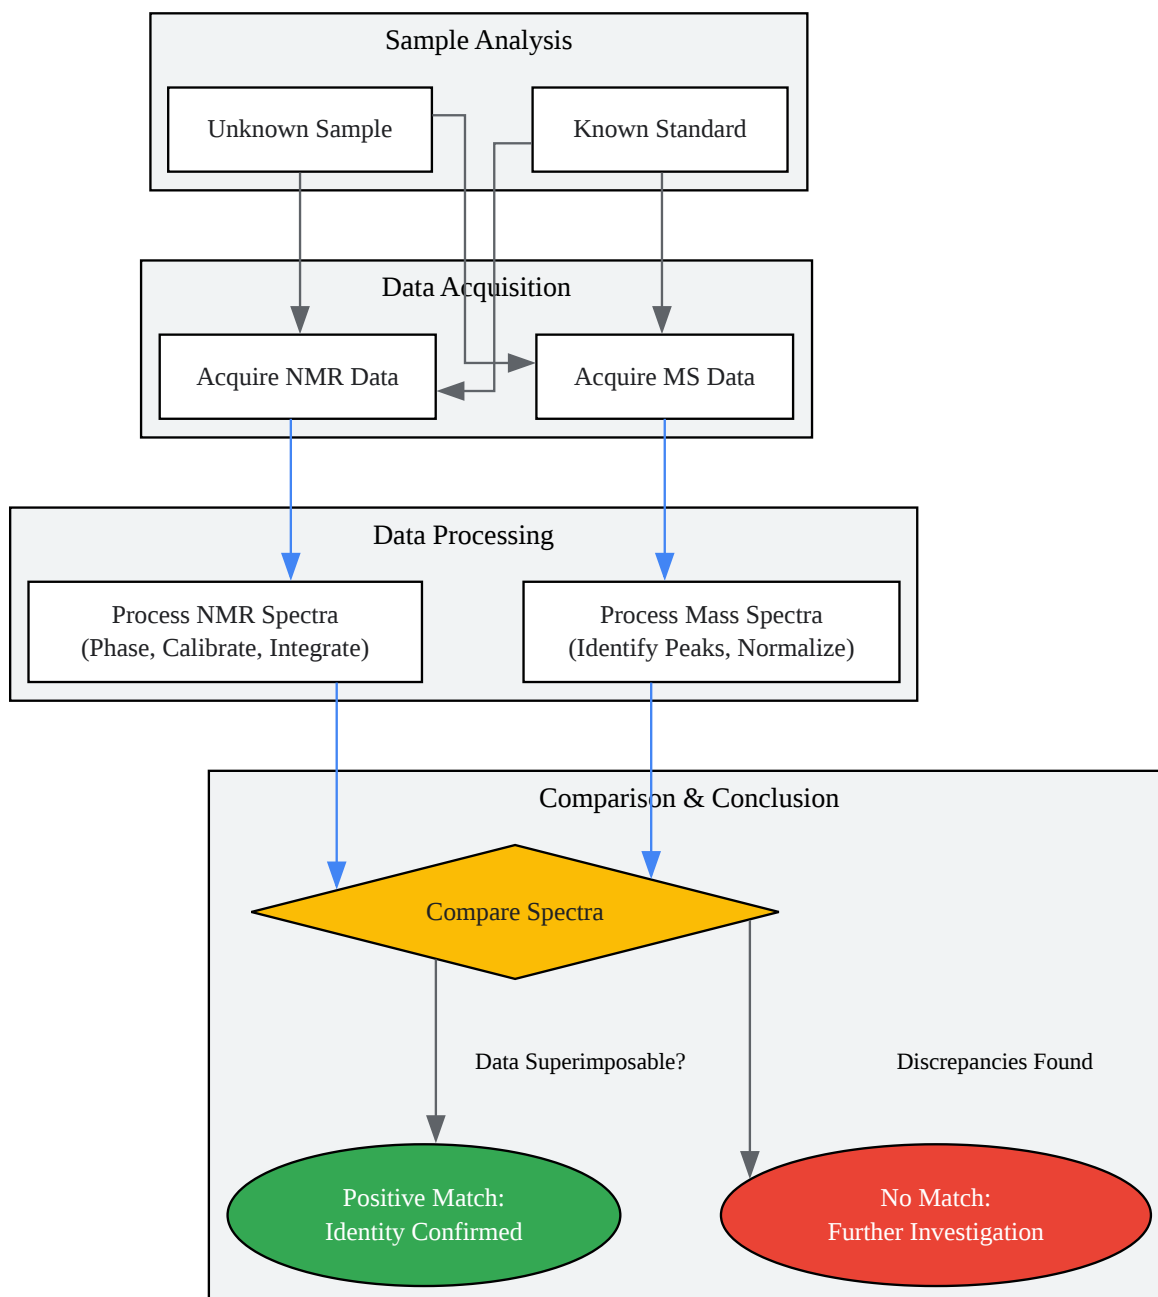 Sample Analysis
Unknown Sample
Known Standard
Data Acquisition
Acquire NMR Data
Acquire MS Data
Data Processing
Process NMR Spectra
(Phase, Calibrate, Integrate)
Process Mass Spectra
(Identify Peaks, Normalize)
Comparison & Conclusion
Compare Spectra
Data Superimposable?
Discrepancies Found
Positive Match:
Identity Confirmed
No Match:
Further Investigation